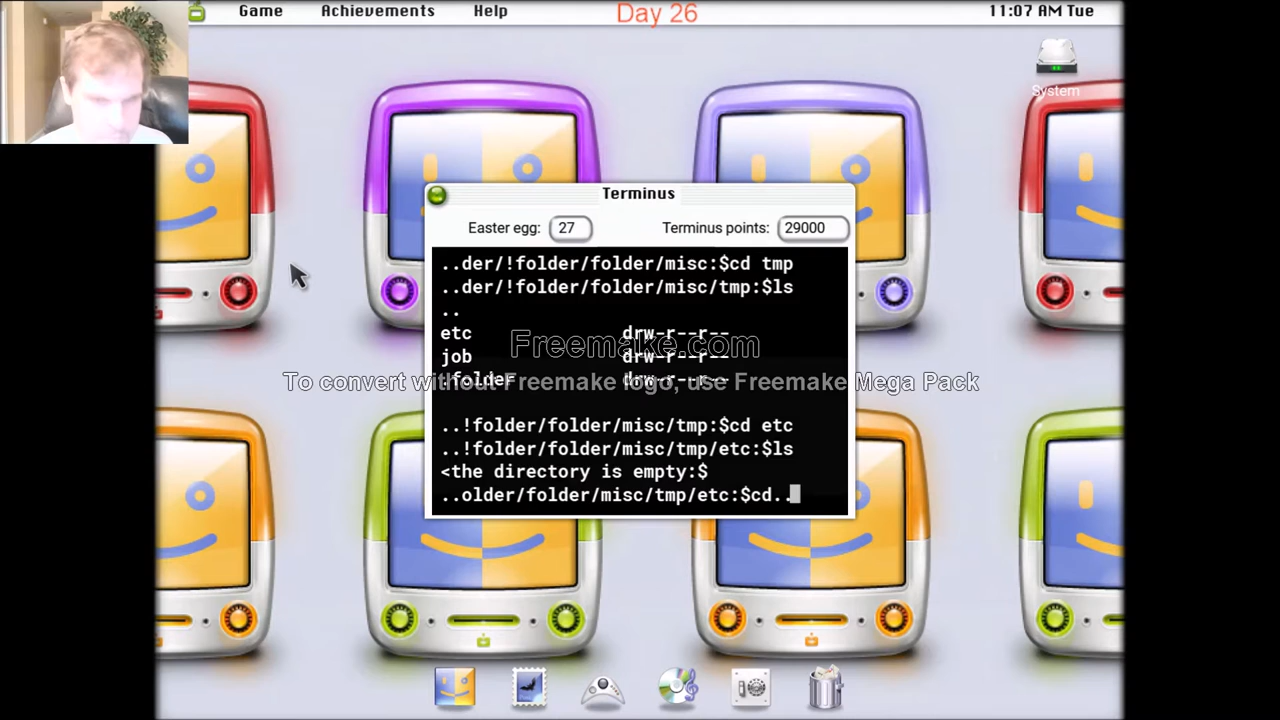 Game Achievements Help Day 26 11:07 AM Tue
System
Terminus
Easter egg: 27 Terminus points: 29000
..der/!folder/folder/misc:$cd tmp
..der/!folder/folder/misc/tmp:$ls
..
etc drw-r--r--
Freemake.com
job drw-r--r--
To convert without Freemake logo, use Freemake Mega Pack
.folder drw-r--r--
..!folder/folder/misc/tmp:$cd etc
..!folder/folder/misc/tmp/etc:$ls
<the directory is empty:$
..older/folder/misc/tmp/etc:$cd..